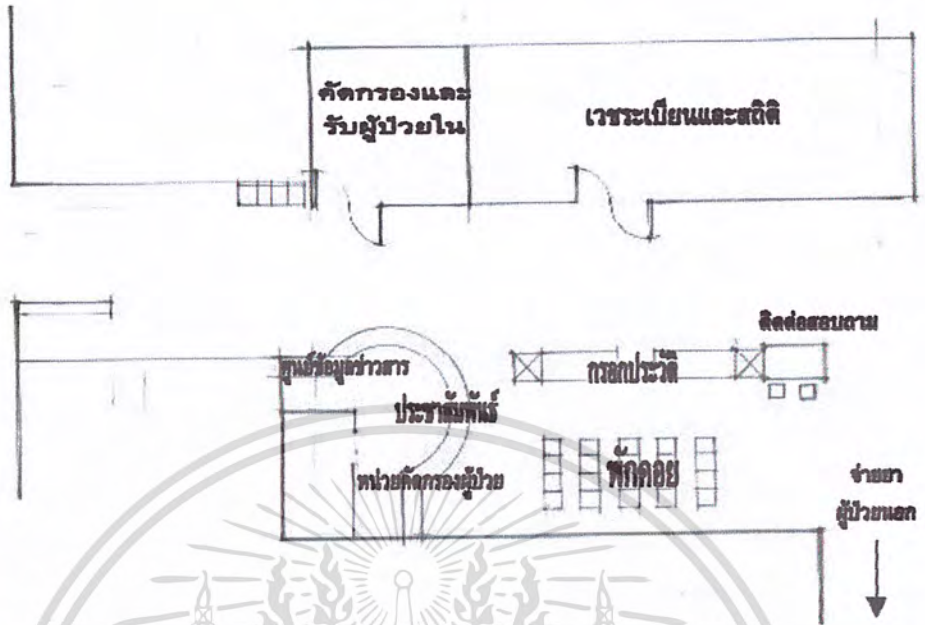 คัดกรองและ
รับผู้ป่วยใน
เวชระเบียนและสถิติ
ติดต่อสอบถาม
ศูนย์ข้อมูลข่าวสาร
กรอกประวัติ
ประชาสัมพันธ์
หน่วยคัดกรองผู้ป่วย
พักคอย
จ่ายยา
ผู้ป่วยนอก